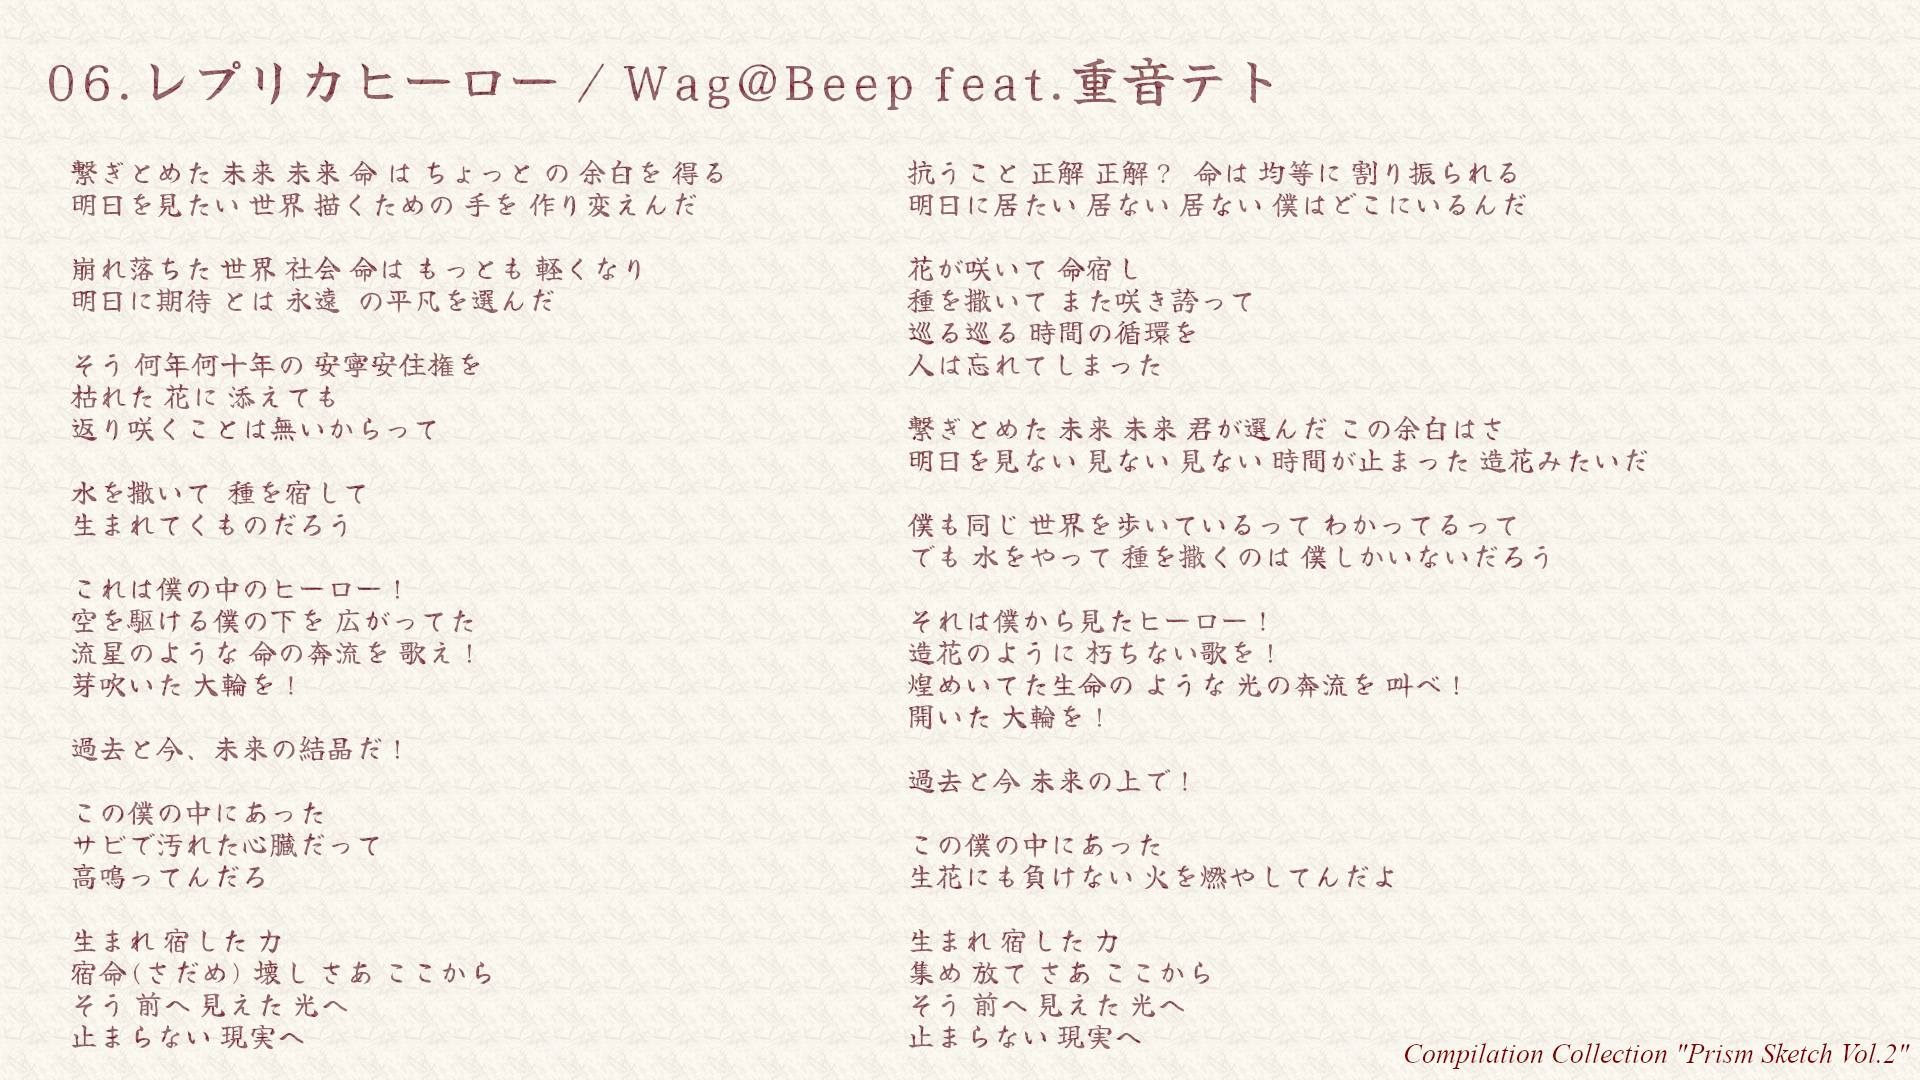 06.レプリカヒーロー / Wag@Beep feat.重音テト
繋ぎとめた 未来 未来 命 は ちょっと の 余白を 得る
明日を見たい 世界 描くための 手を 作り変えんだ
崩れ落ちた 世界 社会 命は もっとも 軽くなり
明日に期待 とは 永遠 の平凡を選んだ
そう 何年何十年の 安寧安住権を
枯れた 花に 添えても
返り咲くことは無いからって
水を撒いて 種を宿して
生まれてくものだろう
これは僕の中のヒーロー！
空を駆ける僕の下を 広がってた
流星のような 命の奔流を 歌え！
芽吹いた 大輪を！
過去と今、未来の結晶だ！
この僕の中にあった
サビで汚れた心臓だって
高鳴ってんだろ
生まれ 宿した 力
宿命(さだめ) 壊し さあ ここから
そう 前へ 見えた 光へ
止まらない 現実へ
抗うこと 正解 正解？ 命は 均等に 割り振られる
明日に居たい 居ない 居ない 僕はどこにいるんだ
花が咲いて 命宿し
種を撒いて また咲き誇って
巡る巡る 時間の循環を
人は忘れてしまった
繋ぎとめた 未来 未来 君が選んだ この余白はさ
明日を見ない 見ない 見ない 時間が止まった 造花みたいだ
僕も同じ 世界を歩いているって わかってるって
でも 水をやって 種を撒くのは 僕しかいないだろう
それは僕から見たヒーロー！
造花のように 朽ちない歌を！
煌めいてた生命の ような 光の奔流を 叫べ！
開いた 大輪を！
過去と今 未来の上で！
この僕の中にあった
生花にも負けない 火を燃やしてんだよ
生まれ 宿した 力
集め 放て さあ ここから
そう 前へ 見えた 光へ
止まらない 現実へ
Compilation Collection "Prism Sketch Vol.2"